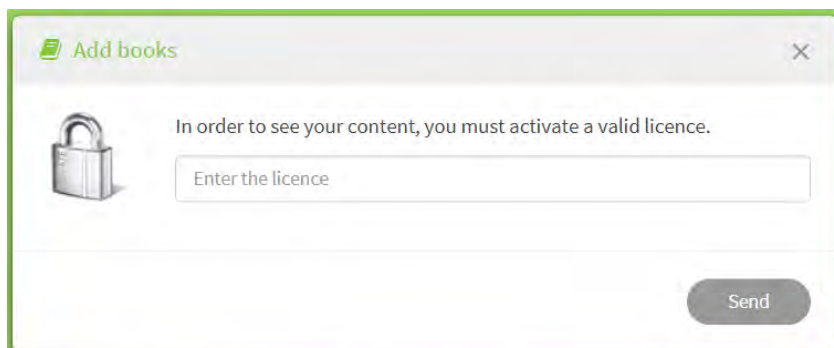 Add books
In order to see your content, you must activate a valid licence.
Enter the licence
Send